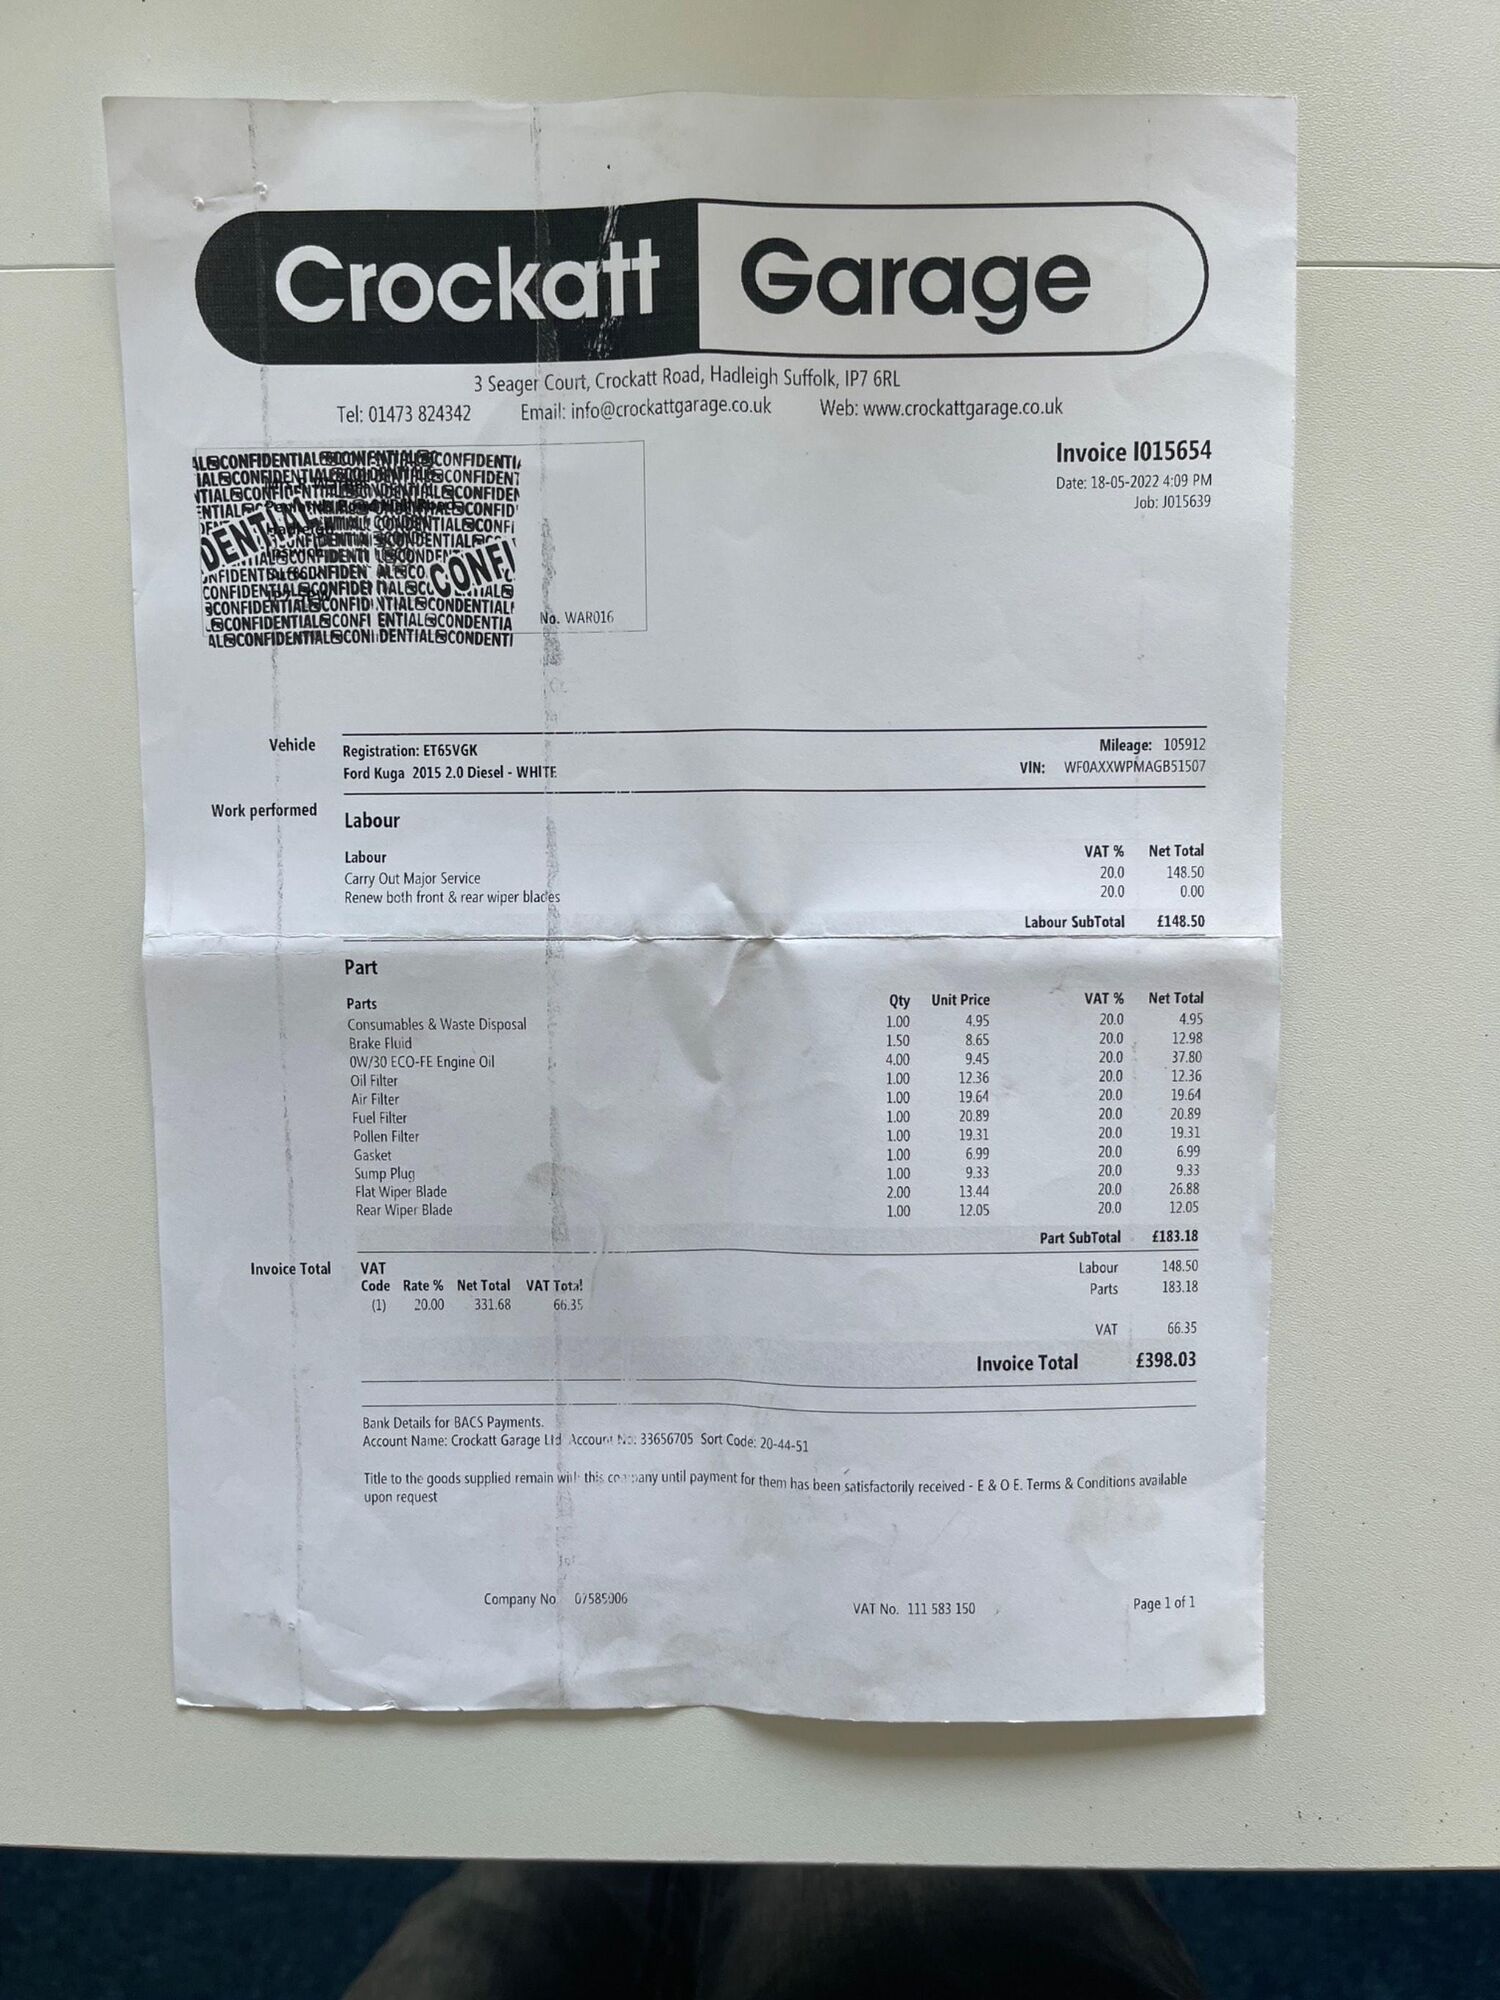 Crockatt Garage
3 Seager Court, Crockatt Road, Hadleigh Suffolk, IP7 6RL
Tel: 01473 824342 Email: info@crockattgarage.co.uk Web: www.crockattgarage.co.uk
Invoice I015654
Date: 18-05-2022 4:09 PM
Job: J015639
CONFIDENTIAL
No. WAR016
Vehicle Registration: ET65VGK Mileage: 105912
Ford Kuga 2015 2.0 Diesel - WHITE VIN: WF0AXXWPMAGB51507
Work performed Labour
Labour VAT % Net Total
Carry Out Major Service 20.0 148.50
Renew both front & rear wiper blades 20.0 0.00
Labour SubTotal £148.50
Part
Parts Qty Unit Price VAT % Net Total
Consumables & Waste Disposal 1.00 4.95 20.0 4.95
Brake Fluid 1.50 8.65 20.0 12.98
0W/30 ECO-FE Engine Oil 4.00 9.45 20.0 37.80
Oil Filter 1.00 12.36 20.0 12.36
Air Filter 1.00 19.64 20.0 19.64
Fuel Filter 1.00 20.89 20.0 20.89
Pollen Filter 1.00 19.31 20.0 19.31
Gasket 1.00 6.99 20.0 6.99
Sump Plug 1.00 9.33 20.0 9.33
Flat Wiper Blade 2.00 13.44 20.0 26.88
Rear Wiper Blade 1.00 12.05 20.0 12.05
Part SubTotal £183.18
Invoice Total VAT Labour 148.50
Code Rate % Net Total VAT Total Parts 183.18
(1) 20.00 331.68 66.35
VAT 66.35
Invoice Total £398.03
Bank Details for BACS Payments.
Account Name: Crockatt Garage Ltd Account No: 33656705 Sort Code: 20-44-51
Title to the goods supplied remain with this company until payment for them has been satisfactorily received - E & O E. Terms & Conditions available
upon request
Company No VAT No. 111 583 150 Page 1 of 1